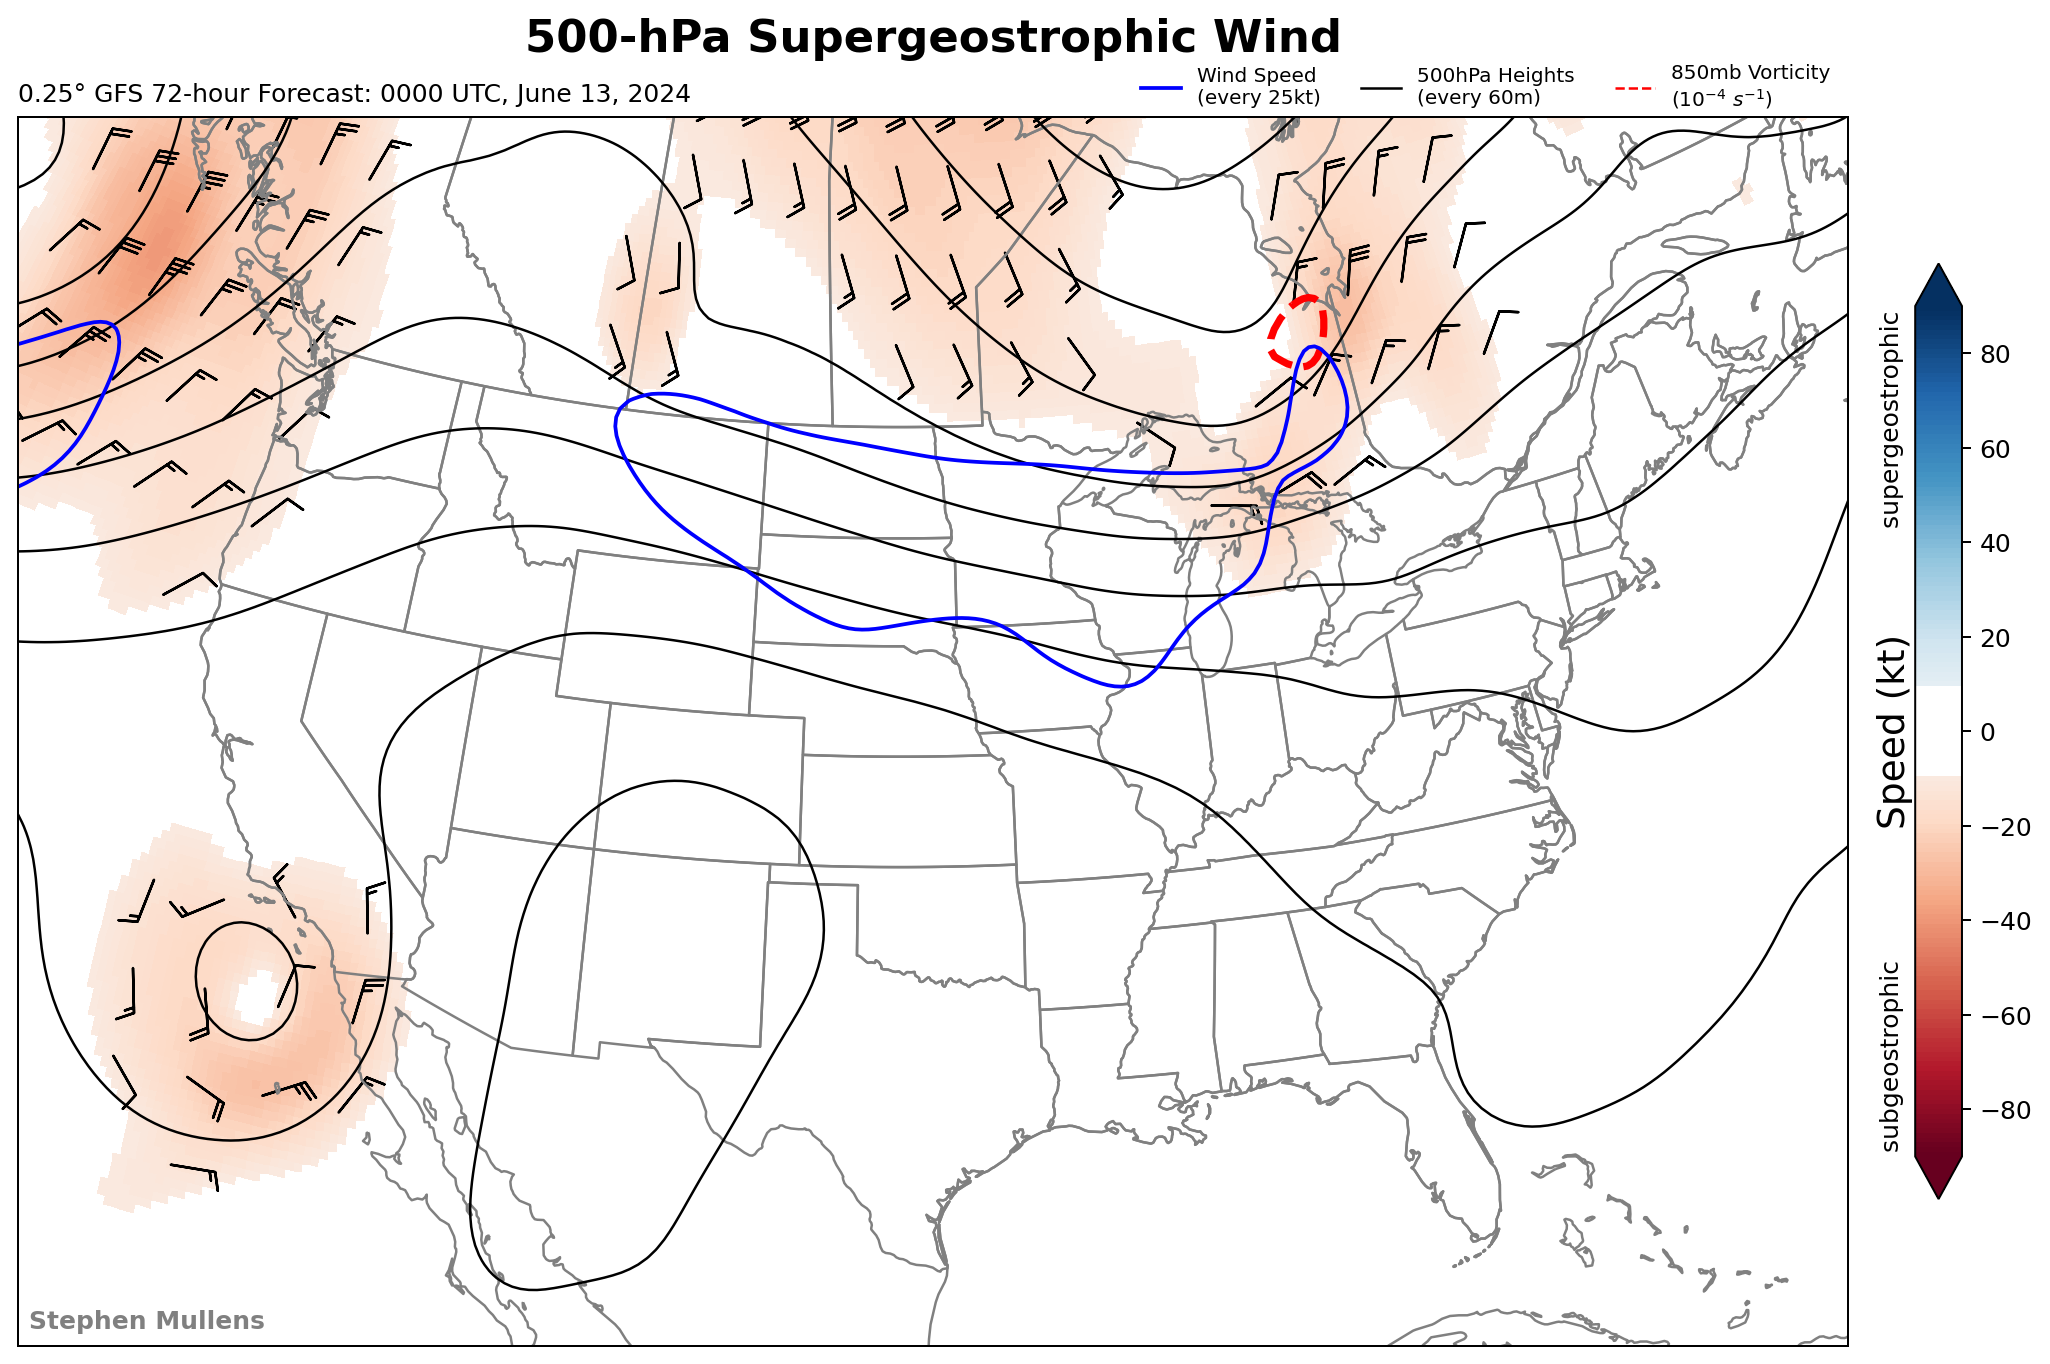 500-hPa Supergeostrophic Wind
0.25° GFS 72-hour Forecast: 0000 UTC, June 13, 2024
Wind Speed
(every 25kt)
500hPa Heights
(every 60m)
850mb Vorticity
(10⁻⁴ s⁻¹)
supergeostrophic
subgeostrophic
Speed (kt)
80
60
40
20
0
−20
−40
−60
−80
Stephen Mullens